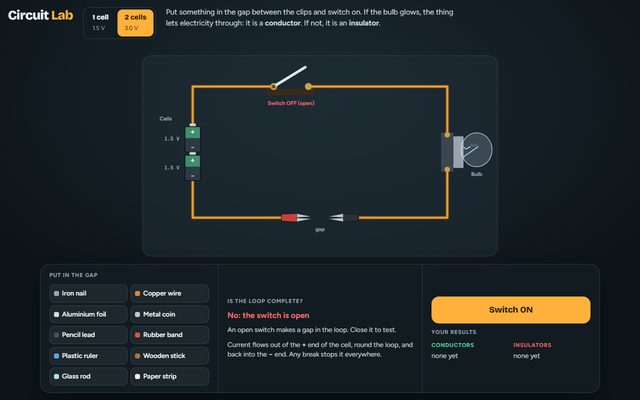 Circuit Lab
1 cell
1.5 V
2 cells
3.0 V
Put something in the gap between the clips and switch on. If the bulb glows, the thing
lets electricity through: it is a conductor. If not, it is an insulator.
Switch OFF (open)
Cells
+
1.5 V
−
+
1.5 V
−
Bulb
gap
PUT IN THE GAP
Iron nail
Copper wire
Aluminium foil
Metal coin
Pencil lead
Rubber band
Plastic ruler
Wooden stick
Glass rod
Paper strip
IS THE LOOP COMPLETE?
No: the switch is open
An open switch makes a gap in the loop. Close it to test.
Current flows out of the + end of the cell, round the loop, and
back into the − end. Any break stops it everywhere.
Switch ON
YOUR RESULTS
CONDUCTORS
INSULATORS
none yet
none yet